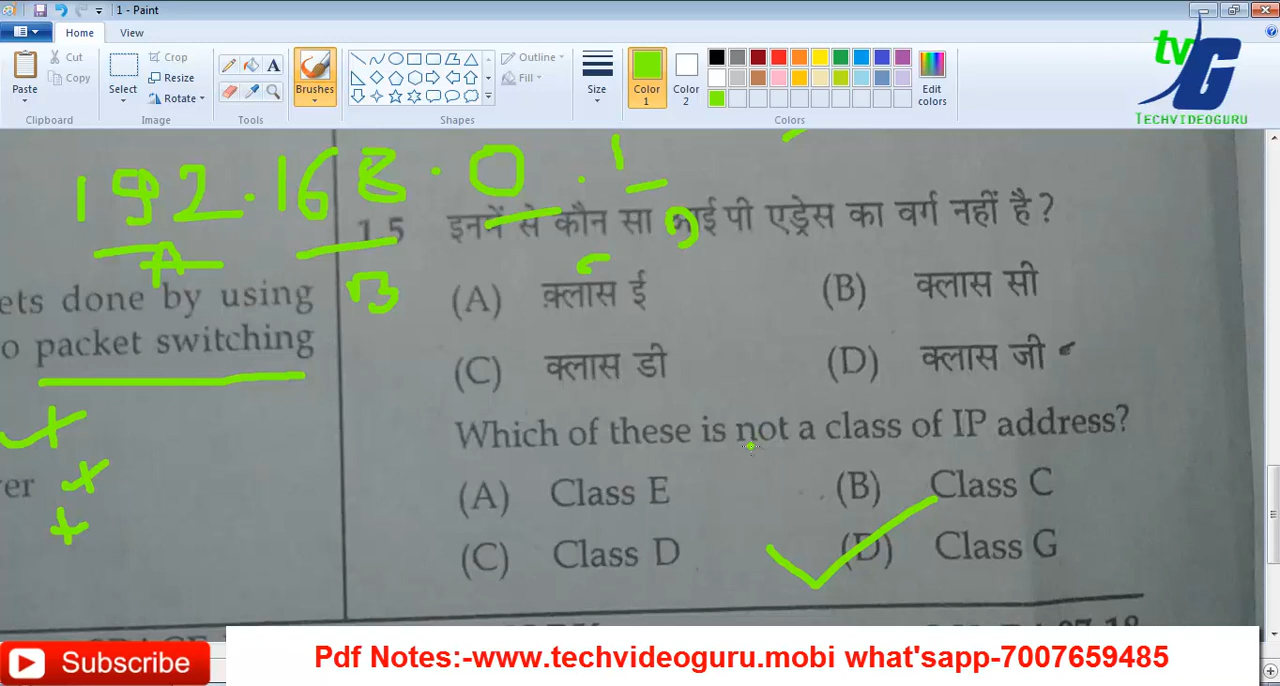 1 - Paint
Home View
Paste Cut Copy Clipboard
Select Crop Resize Rotate Image
A Tools
Brushes
Outline Fill Shapes
Size
Color 1
Color 2
Edit colors
Colors
tv G
TECHVIDEOGURU
192.168.0.1
A
B
ets done by using
o packet switching
er
1.5 इनमें से कौन सा आई पी एड्रेस का वर्ग नहीं है ?
(A) क़्लास ई (B) क्लास सी
(C) क्लास डी (D) क्लास जी
Which of these is not a class of IP address?
(A) Class E (B) Class C
(C) Class D (D) Class G
Subscribe
Pdf Notes:-www.techvideoguru.mobi what'sapp-7007659485